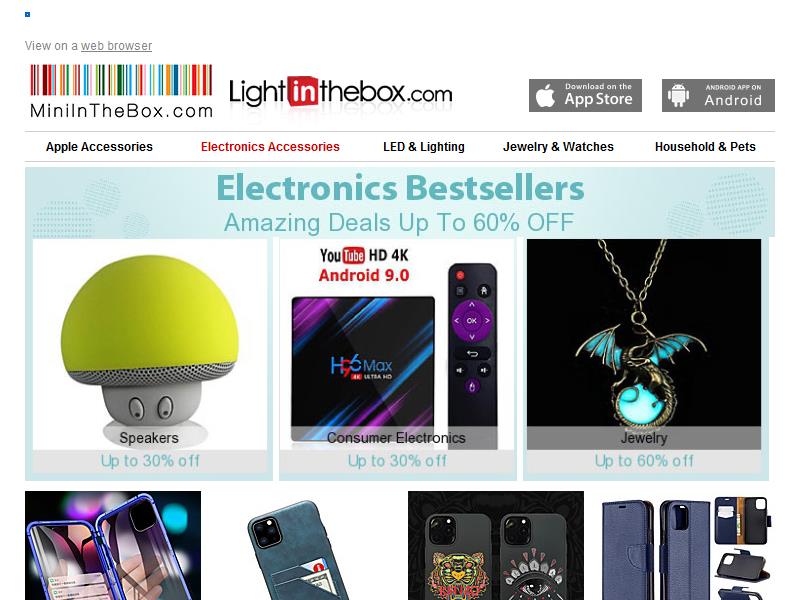 View on a web browser
MiniInTheBox.com
Lightinthebox.com
Download on the
App Store
ANDROID APP ON
Android
Apple Accessories
Electronics Accessories
LED & Lighting
Jewelry & Watches
Household & Pets
Electronics Bestsellers
Amazing Deals Up To 60% OFF
YouTube HD 4K
Android 9.0
OK
H96 Max
4K ULTRA HD
Speakers
Consumer Electronics
Jewelry
Up to 30% off
Up to 30% off
Up to 60% off